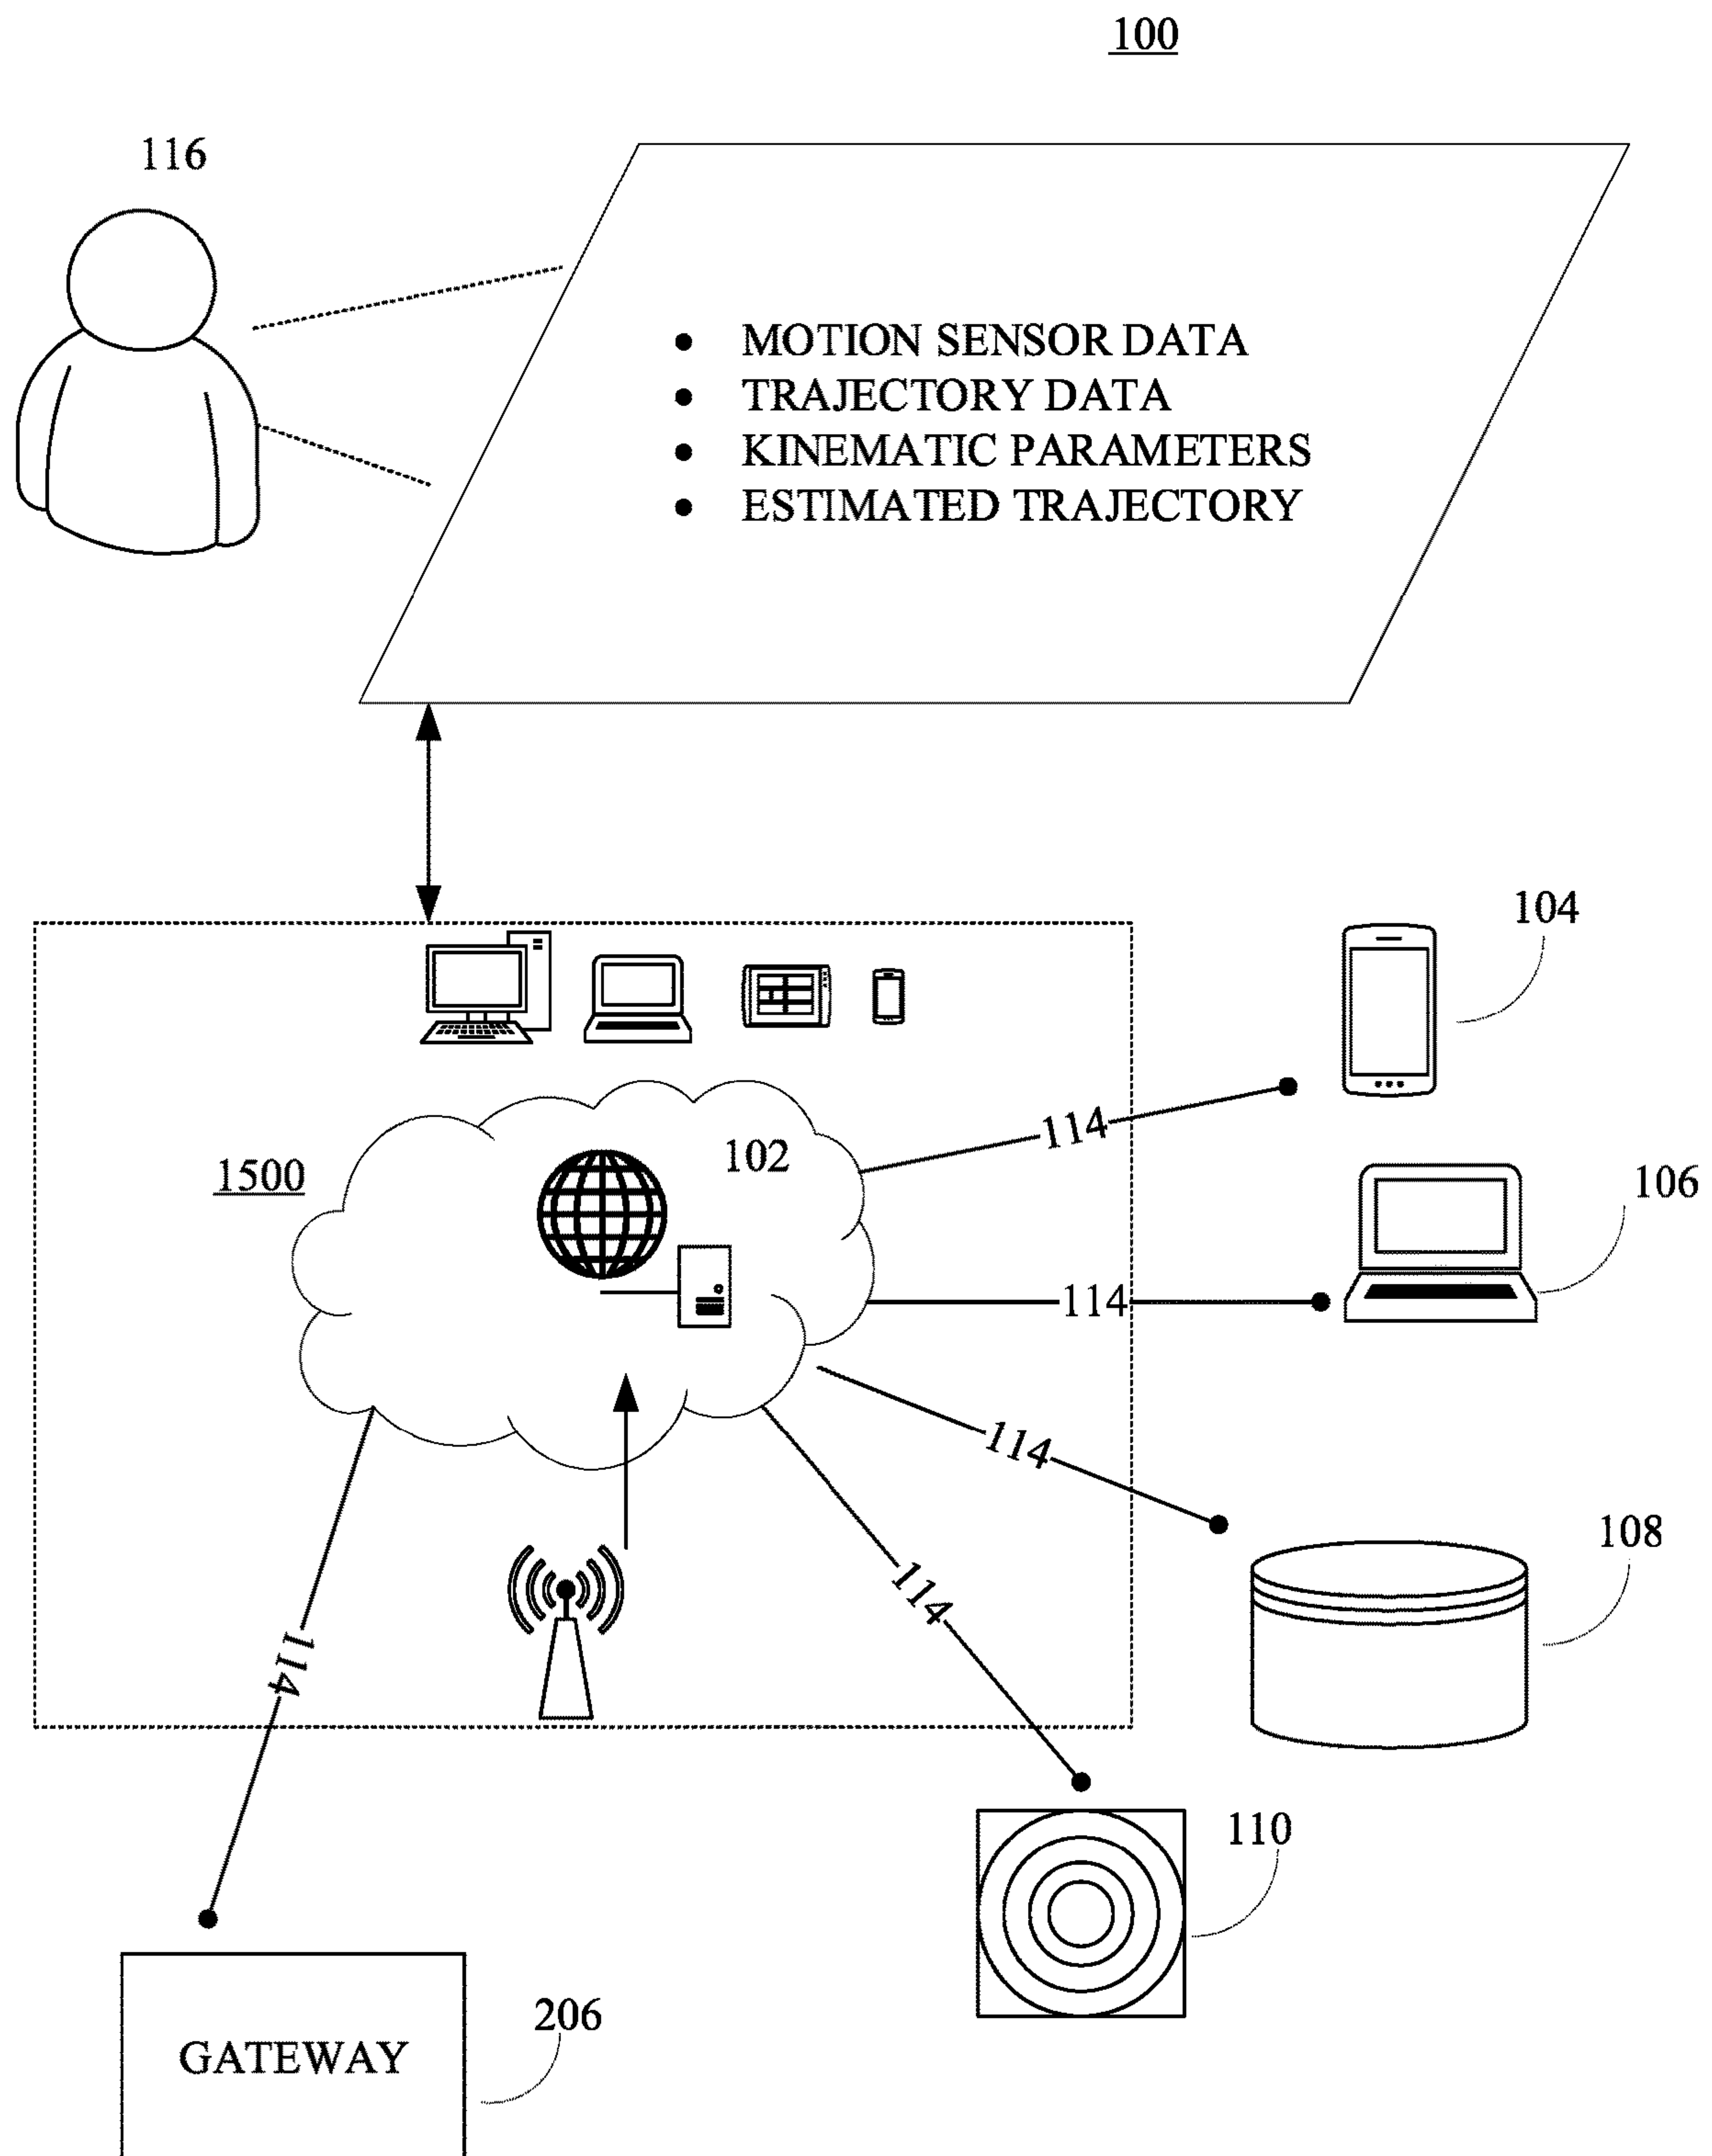 100
116
• MOTION SENSOR DATA
• TRAJECTORY DATA
• KINEMATIC PARAMETERS
• ESTIMATED TRAJECTORY
104
114
102
1500
106
114
114
108
114
114
110
206
GATEWAY